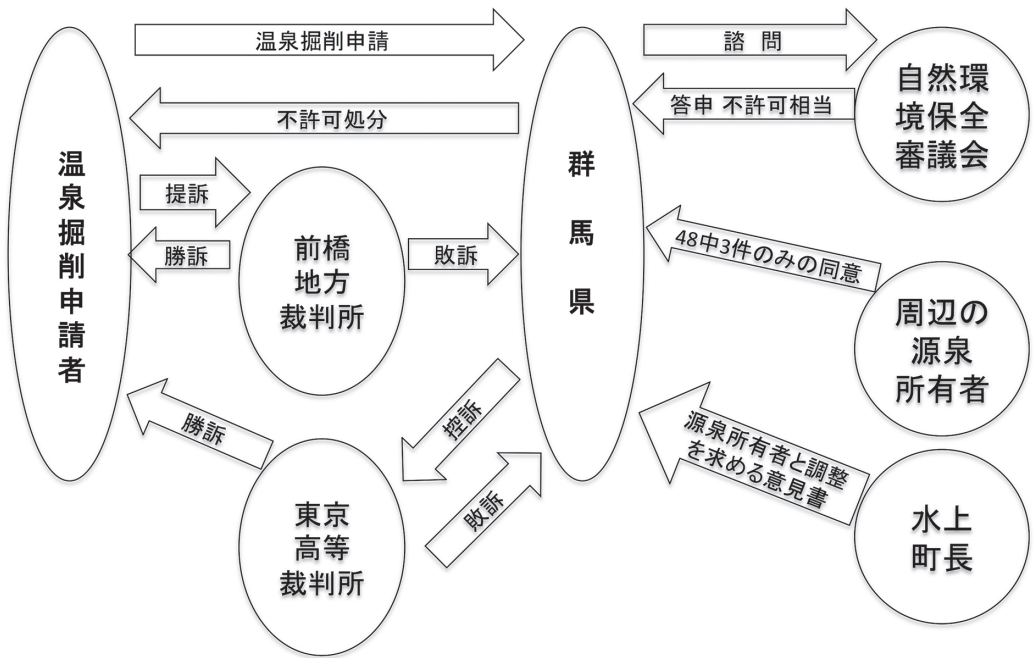 温泉掘削申請
諮 問
自然環
境保全
審議会
答申 不許可相当
不許可処分
温泉掘削申請者
群馬県
提訴
勝訴
前橋
地方
裁判所
敗訴
48中3件のみの同意
周辺の
源泉
所有者
控訴
勝訴
敗訴
源泉所有者と調整
を求める意見書
東京
高等
裁判所
水上
町長